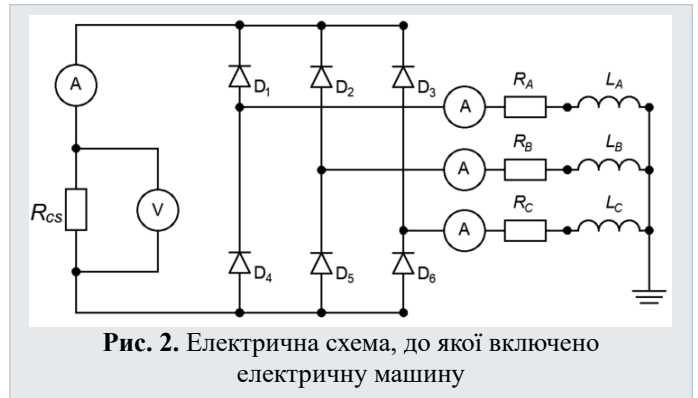 A
D1
D2
D3
A
RA
LA
RB
LB
A
RCS
V
RC
LC
A
D4
D5
D6
Рис. 2. Електрична схема, до якої включено
електричну машину